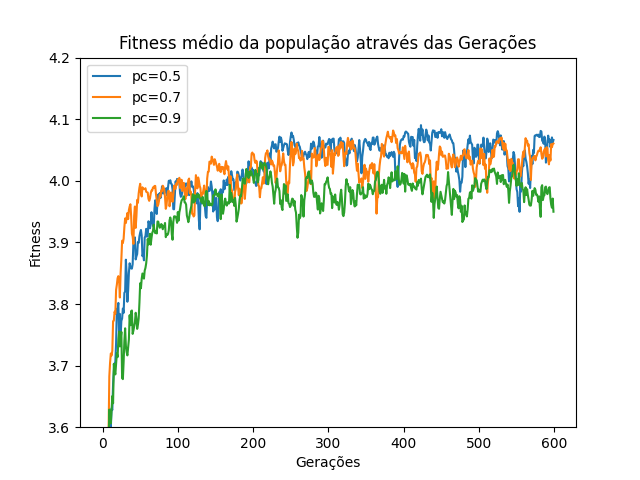 Fitness médio da população através das Gerações
pc=0.5
pc=0.7
pc=0.9
Fitness
4.2
4.1
4.0
3.9
3.8
3.7
3.6
0 100 200 300 400 500 600
Gerações